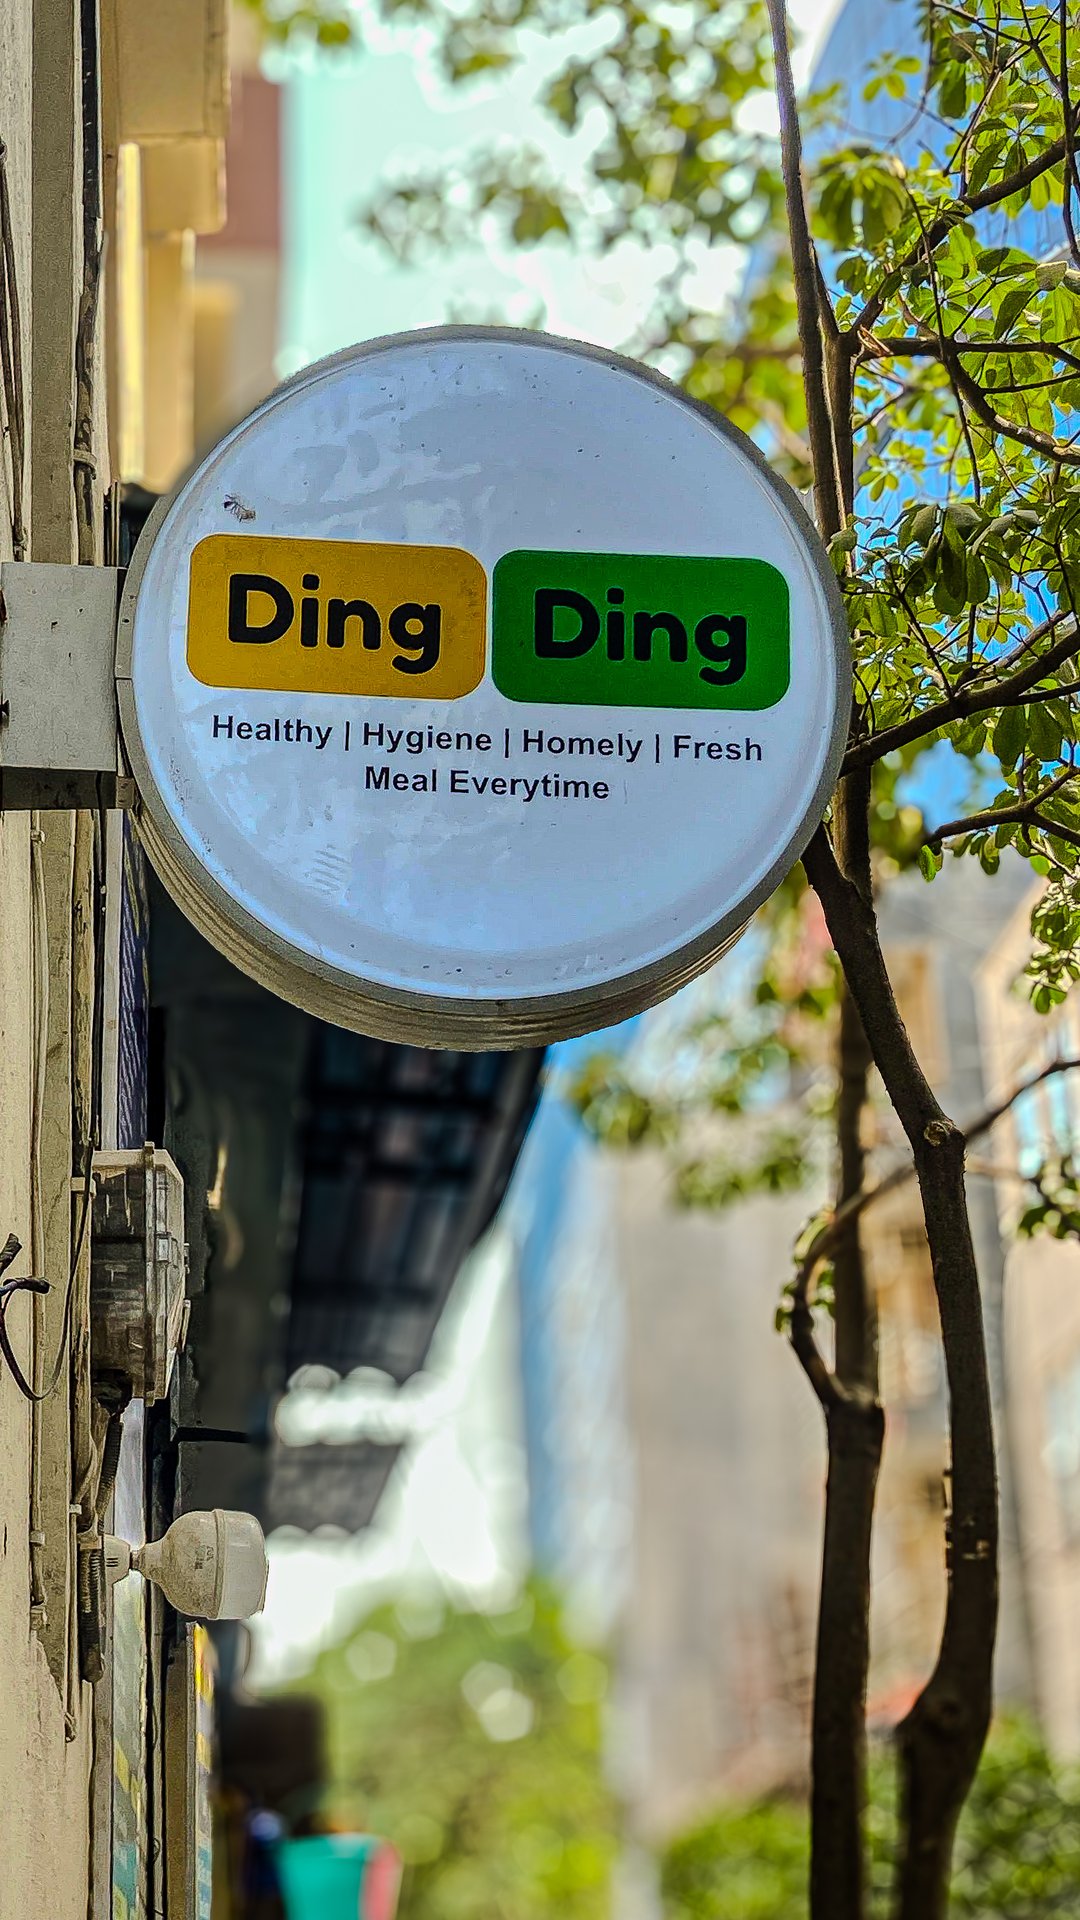 Ding Ding
Healthy | Hygiene | Homely | Fresh
Meal Everytime